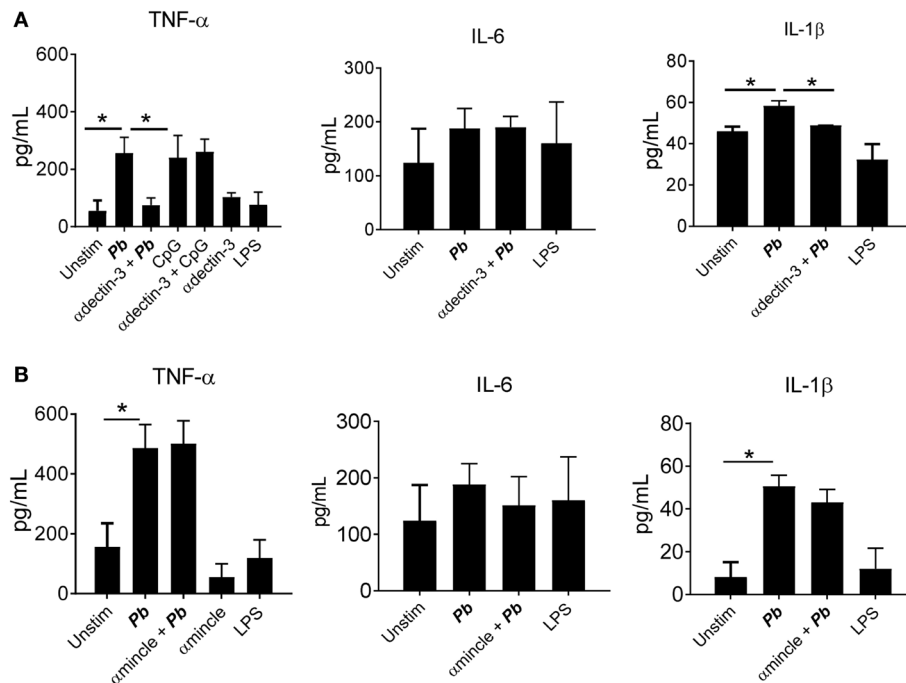 A
TNF-α
pg/mL
600
400
200
0
*
*
Unstim
Pb
αdectin-3 + Pb
CpG
αdectin-3 + CpG
αdectin-3
LPS
IL-6
pg/mL
300
200
100
0
Unstim
Pb
αdectin-3 + Pb
LPS
IL-1β
pg/mL
80
60
40
20
0
*
*
Unstim
Pb
αdectin-3 + Pb
LPS
B
TNF-α
pg/mL
600
400
200
0
*
Unstim
Pb
αmincle + Pb
αmincle
LPS
IL-6
pg/mL
300
200
100
0
Unstim
Pb
αmincle + Pb
LPS
IL-1β
pg/mL
80
60
40
20
0
*
Unstim
Pb
αmincle + Pb
LPS